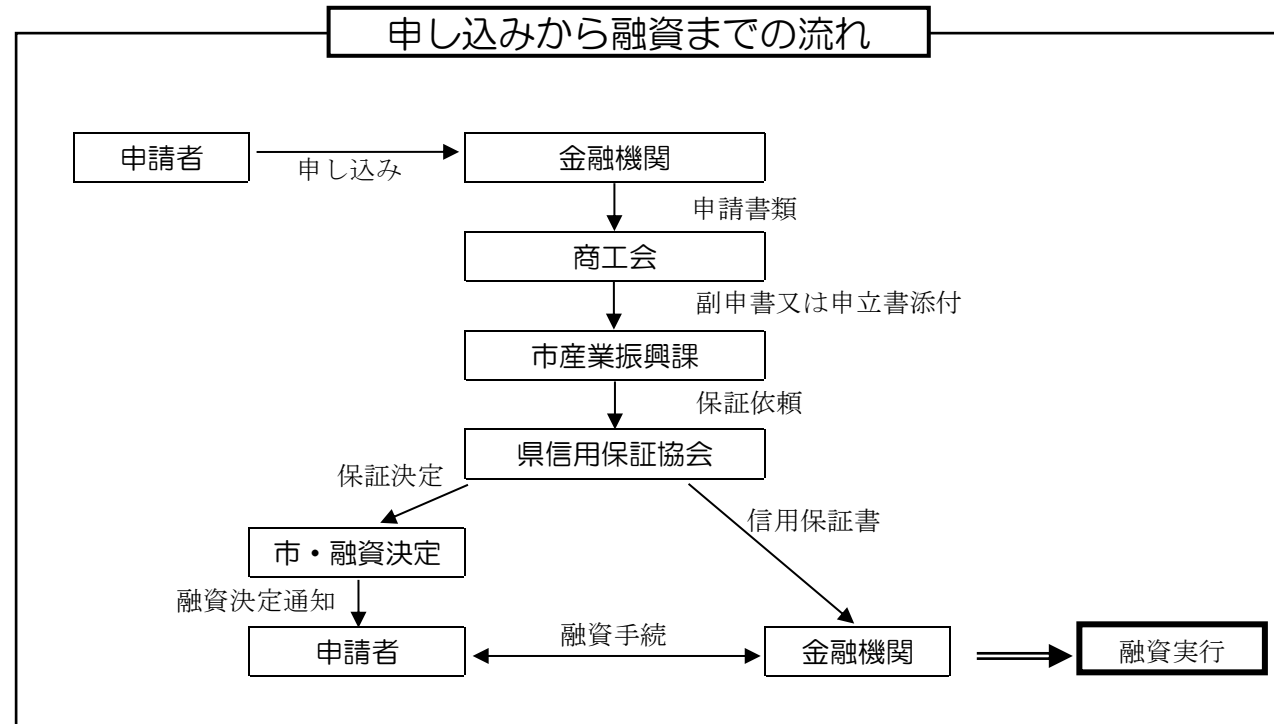 申し込みから融資までの流れ
申請者
申し込み
金融機関
申請書類
商工会
副申書又は申立書添付
市産業振興課
保証依頼
県信用保証協会
保証決定
信用保証書
市・融資決定
融資決定通知
申請者
融資手続
金融機関
融資実行